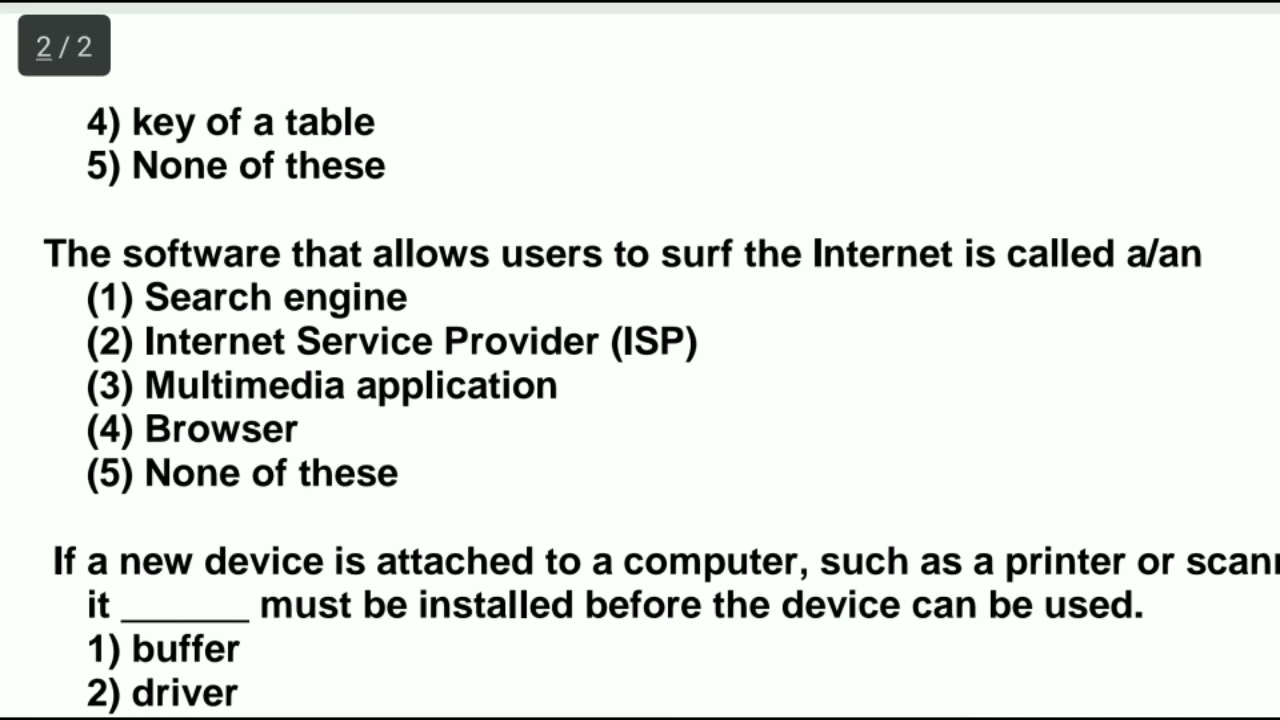 2 / 2
4) key of a table
5) None of these
The software that allows users to surf the Internet is called a/an
(1) Search engine
(2) Internet Service Provider (ISP)
(3) Multimedia application
(4) Browser
(5) None of these
If a new device is attached to a computer, such as a printer or
it ______ must be installed before the device can be used.
1) buffer
2) driver